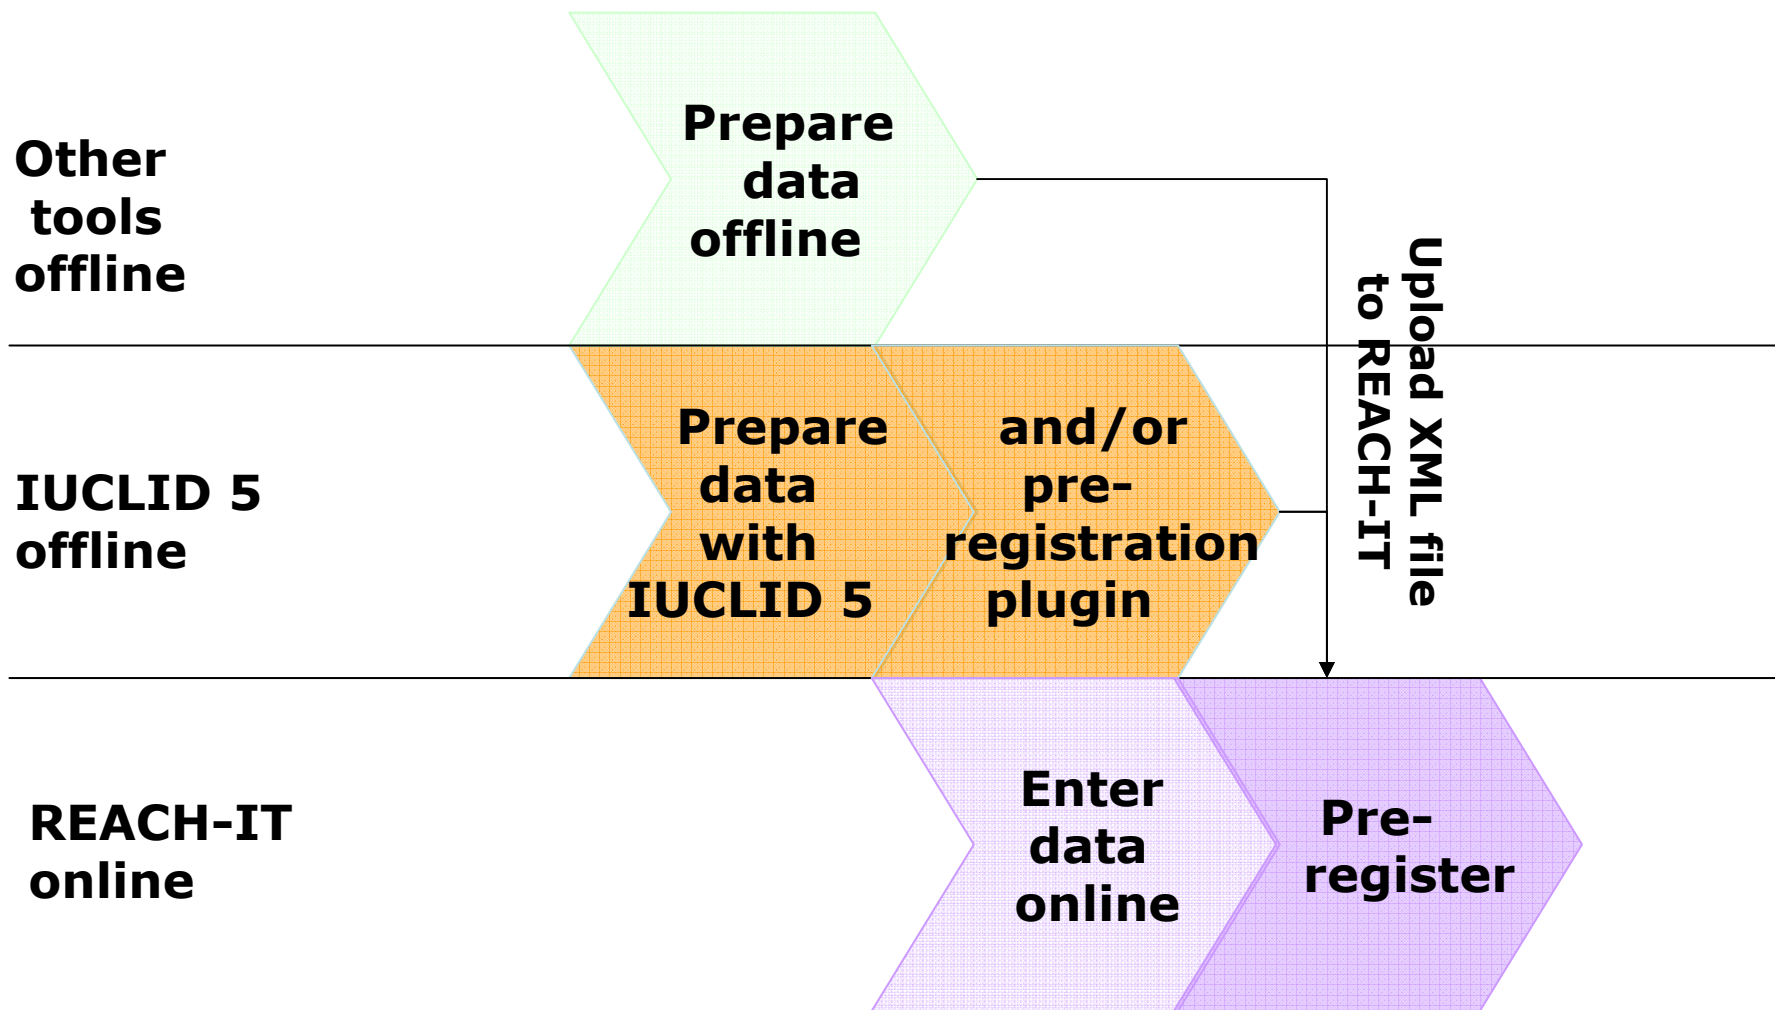 Other
tools
offline
Prepare
data
offline
Upload XML file
to REACH-IT
IUCLID 5
offline
Prepare
data
with
IUCLID 5
and/or
pre-
registration
plugin
REACH-IT
online
Enter
data
online
Pre-
register